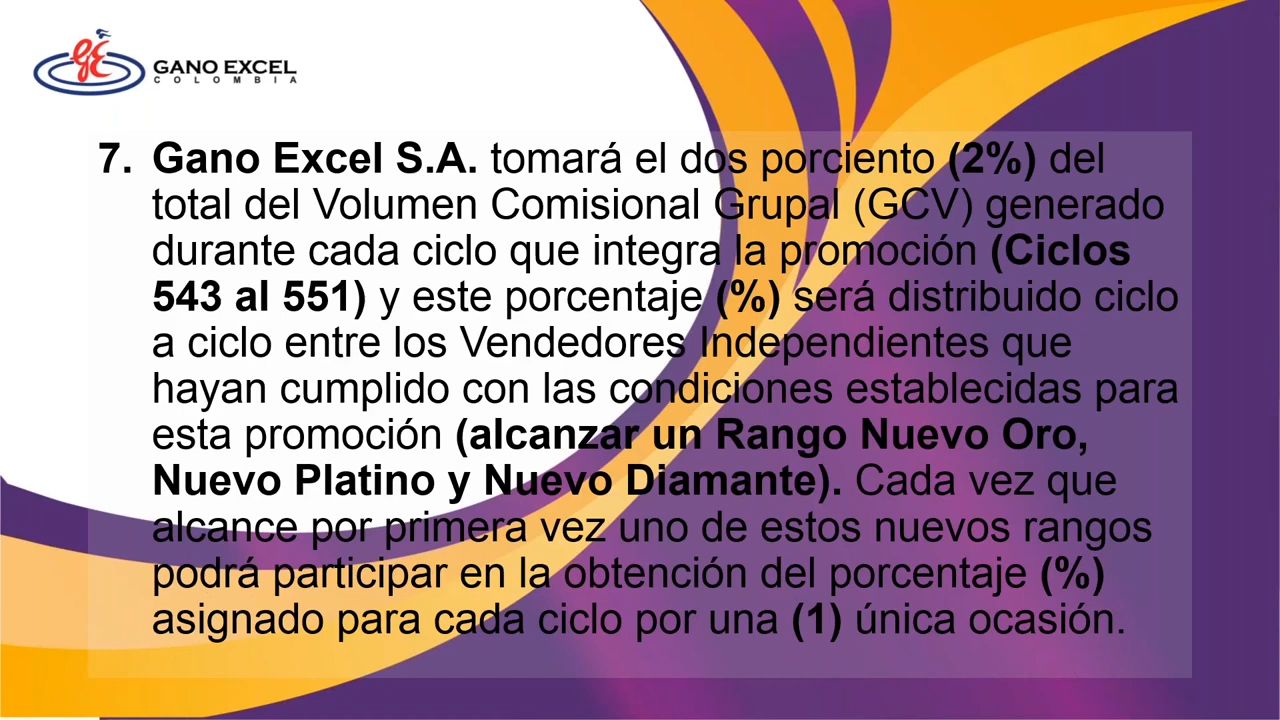 GANO EXCEL
COLOMBIA
7. Gano Excel S.A. tomará el dos porciento (2%) del
total del Volumen Comisional Grupal (GCV) generado
durante cada ciclo que integra la promoción (Ciclos
543 al 551) y este porcentaje (%) será distribuido ciclo
a ciclo entre los Vendedores Independientes que
hayan cumplido con las condiciones establecidas para
esta promoción (alcanzar un Rango Nuevo Oro,
Nuevo Platino y Nuevo Diamante). Cada vez que
alcance por primera vez uno de estos nuevos rangos
podrá participar en la obtención del porcentaje (%)
asignado para cada ciclo por una (1) única ocasión.